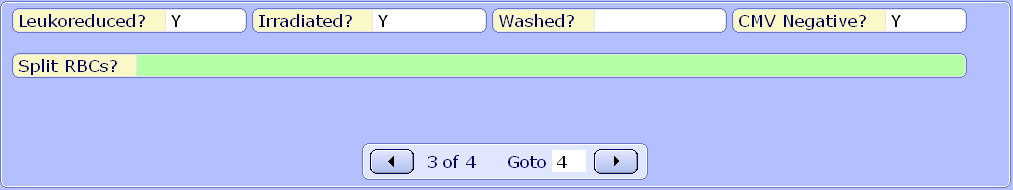 Leukoreduced? Y Irradiated? Y Washed? CMV Negative? Y
Split RBCs?
3 of 4 Goto 4